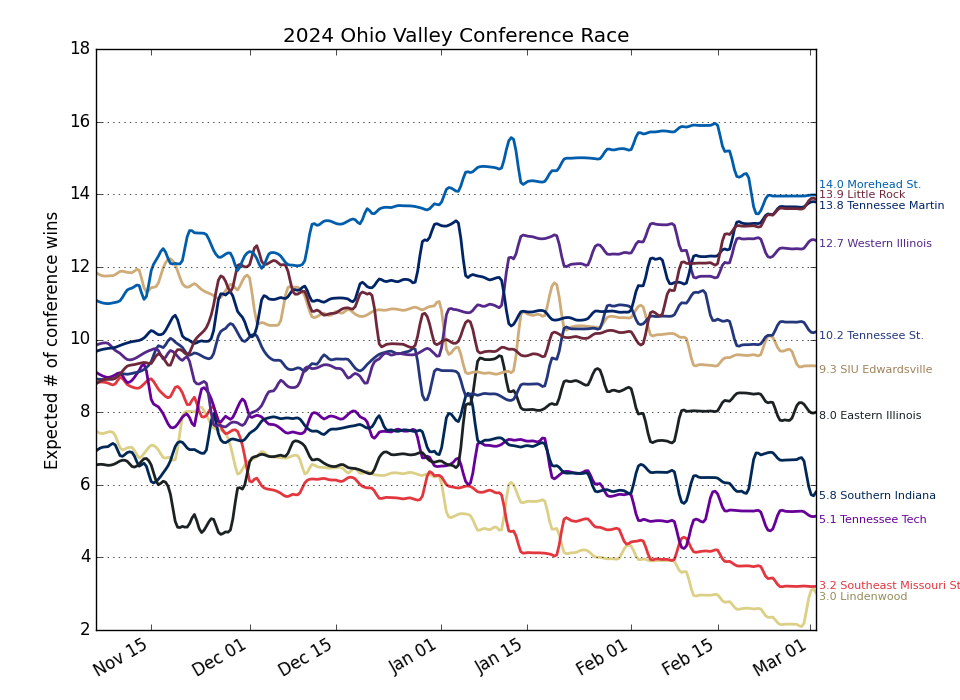 2024 Ohio Valley Conference Race
Expected # of conference wins
18
16
14
12
10
8
6
4
2
14.0 Morehead St.
13.9 Little Rock
13.8 Tennessee Martin
12.7 Western Illinois
10.2 Tennessee St.
9.3 SIU Edwardsville
8.0 Eastern Illinois
5.8 Southern Indiana
5.1 Tennessee Tech
3.2 Southeast Missouri St
3.0 Lindenwood
Nov 15
Dec 01
Dec 15
Jan 01
Jan 15
Feb 01
Feb 15
Mar 01